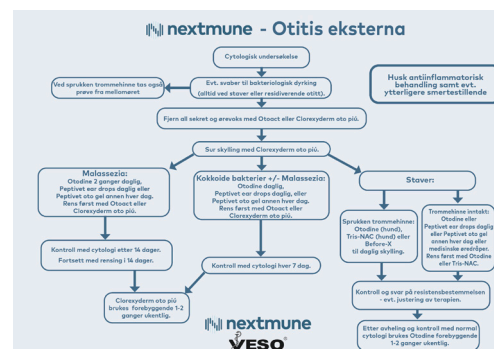 nextmune - Otitis eksterna
Cytologisk undersøkelse
Ved sprukken trommehinne tas også
prøve fra mellomøret
Evt. svaber til bakteriologisk dyrking
(alltid ved staver eller residiverende otitt).
Husk antiinflammatorisk
behandling samt evt.
ytterligere smertestillende
Fjern all sekret og ørevoks med Otoact eller Clorexyderm oto più.
Sur skylling med Clorexyderm oto più.
Malassezia:
Otodine 2 ganger daglig,
Peptivet ear drops daglig eller
Peptivet oto gel annen hver dag.
Rens først med Otoact eller
Clorexyderm oto più.
Kokkoide bakterier +/- Malassezia:
Otodine daglig,
Peptivet ear drops daglig eller
Peptivet oto gel annen hver dag.
Rens først med Otoact eller
Clorexyderm oto più.
Staver:
Sprukken trommehinne:
Otodine (hund),
Tris-NAC (hund) eller
Before-X
til daglig skylling.
Trommehinne inntakt:
Otodine eller
Peptivet ear drops daglig
eller Peptivet oto gel
annen hver dag eller
medisinske øredråper.
Rens først med Otodine
eller Tris-NAC.
Kontroll med cytologi etter 14 dager.
Fortsett med rensing i 14 dager.
Kontroll med cytologi hver 7 dag.
Clorexyderm oto più
brukes forebyggende 1-2
ganger ukentlig.
Kontroll og svar på resistensbestemmelsen
- evt. justering av terapien.
Etter avheling og kontroll med normal
cytologi brukes Otodine forebyggende
1-2 ganger ukentlig.
nextmune
VESO